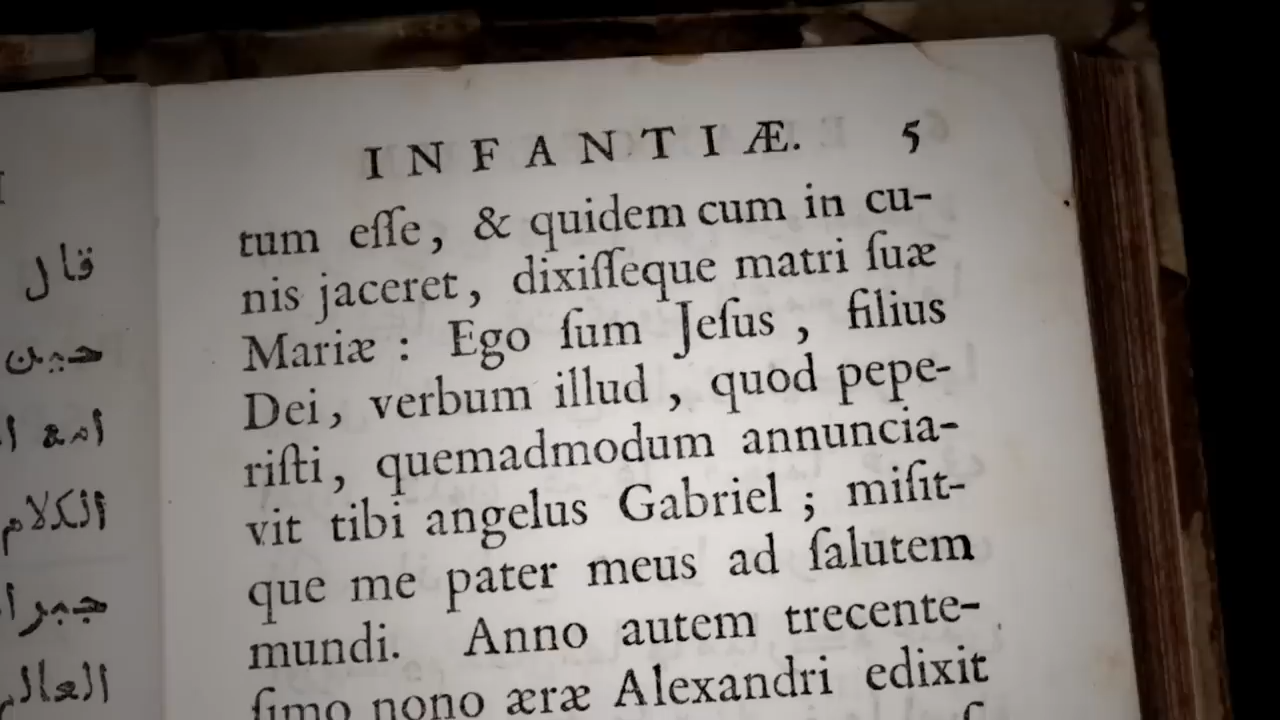 INFANTIÆ. 5
tum eſſe, & quidem cum in cu-
nis jaceret, dixiſſeque matri ſuæ
Mariæ : Ego ſum Jeſus, filius
Dei, verbum illud, quod pepe-
riſti, quemadmodum annuncia-
vit tibi angelus Gabriel; miſit-
que me pater meus ad ſalutem
mundi. Anno autem trecente-
ſimo nono æræ Alexandri edixit
قال
حين
امه
الكلام